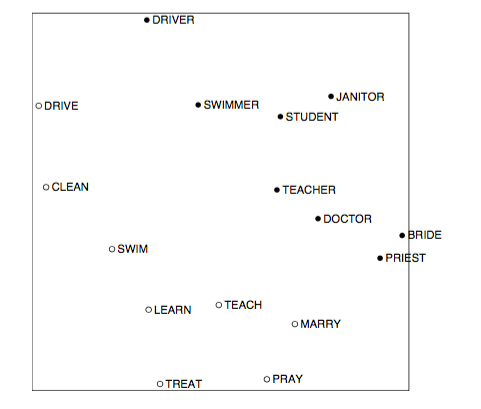 DRIVER
JANITOR
DRIVE
SWIMMER
STUDENT
CLEAN
TEACHER
DOCTOR
BRIDE
SWIM
PRIEST
TEACH
LEARN
MARRY
PRAY
TREAT